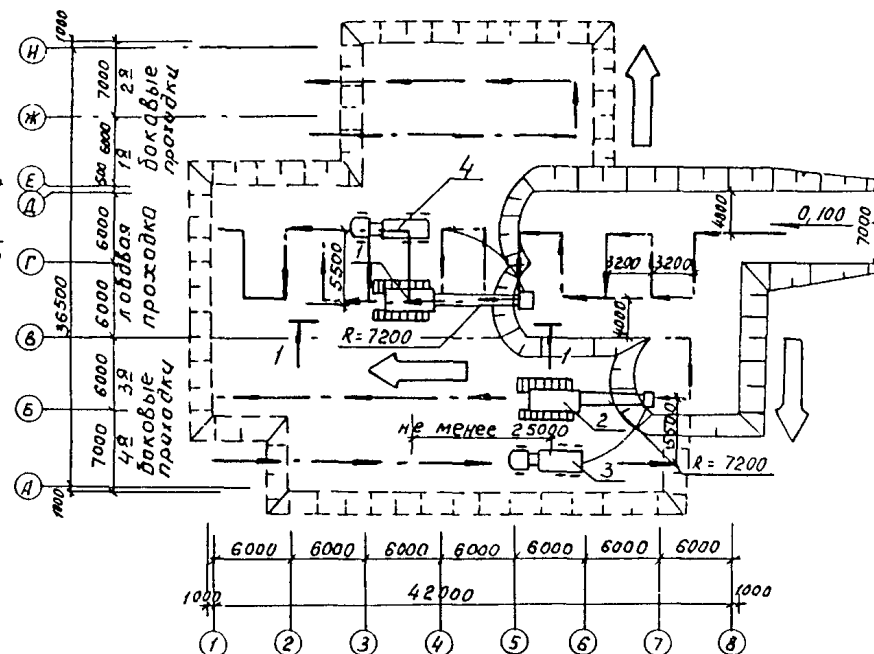 1000
И
7000
2я
боковые
проходки
Ж
6000
1я
500
Е
Д
6000
лобовая
проходка
Г
6000
В
36500
6000
3я
боковые
проходки
Б
7000
4я
А
1000
4
1
5500
R = 7200
1
1
4800
0,100
7000
3200
3200
4000
2
не менее 25000
5500
3
R = 7200
6000
6000
6000
6000
6000
6000
6000
1000
42000
1000
1
2
3
4
5
6
7
8